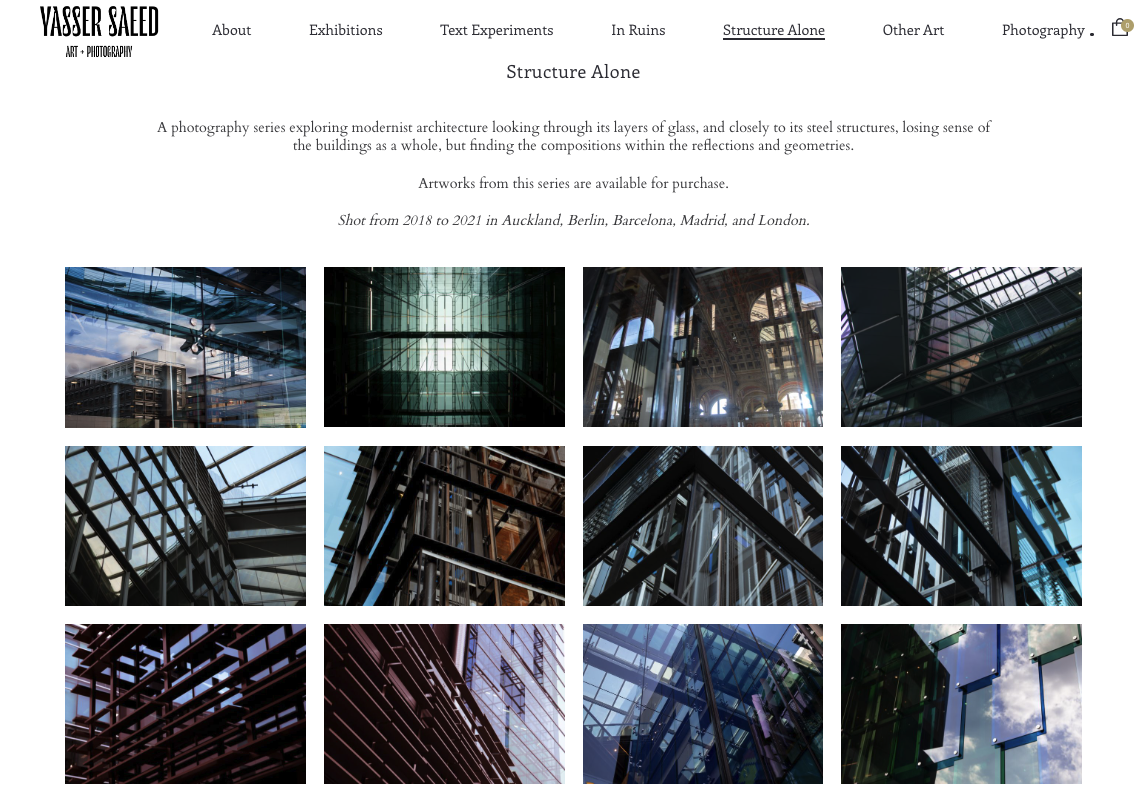 YASSER SAEED
ART + PHOTOGRAPHY
About
Exhibitions
Text Experiments
In Ruins
Structure Alone
Other Art
Photography
0
Structure Alone
A photography series exploring modernist architecture looking through its layers of glass, and closely to its steel structures, losing sense of
the buildings as a whole, but finding the compositions within the reflections and geometries.
Artworks from this series are available for purchase.
Shot from 2018 to 2021 in Auckland, Berlin, Barcelona, Madrid, and London.